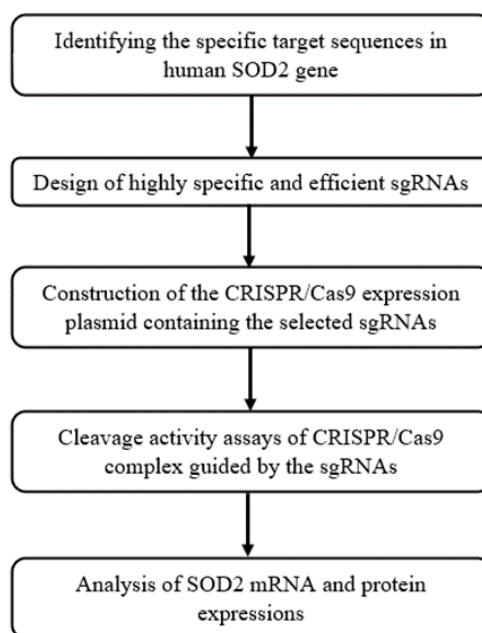 Identifying the specific target sequences in
human SOD2 gene
Design of highly specific and efficient sgRNAs
Construction of the CRISPR/Cas9 expression
plasmid containing the selected sgRNAs
Cleavage activity assays of CRISPR/Cas9
complex guided by the sgRNAs
Analysis of SOD2 mRNA and protein
expressions